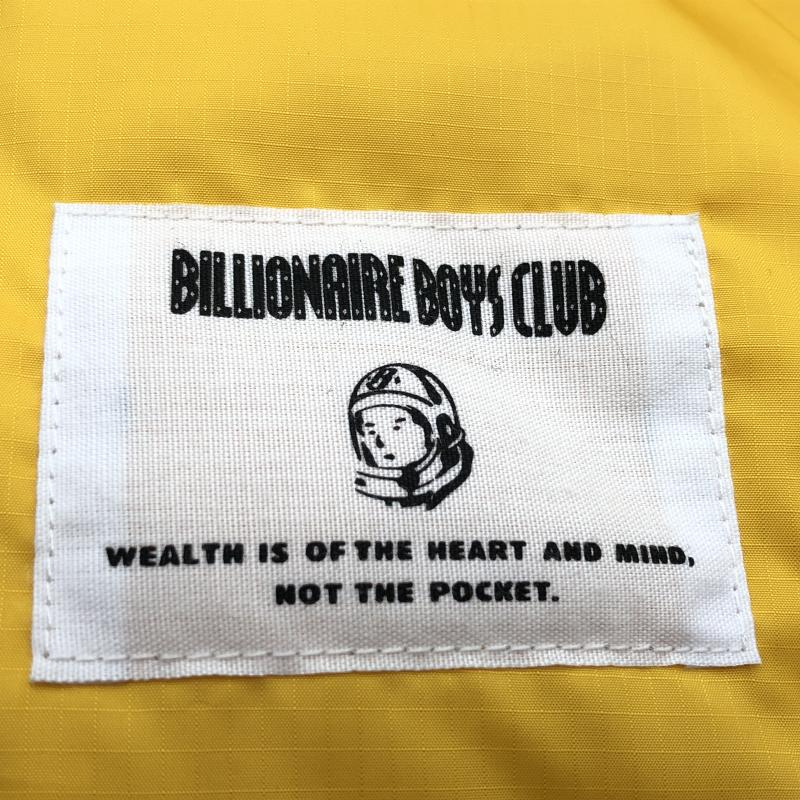 BILLIONAIRE BOYS CLUB
WEALTH IS OF THE HEART AND MIND,
NOT THE POCKET.